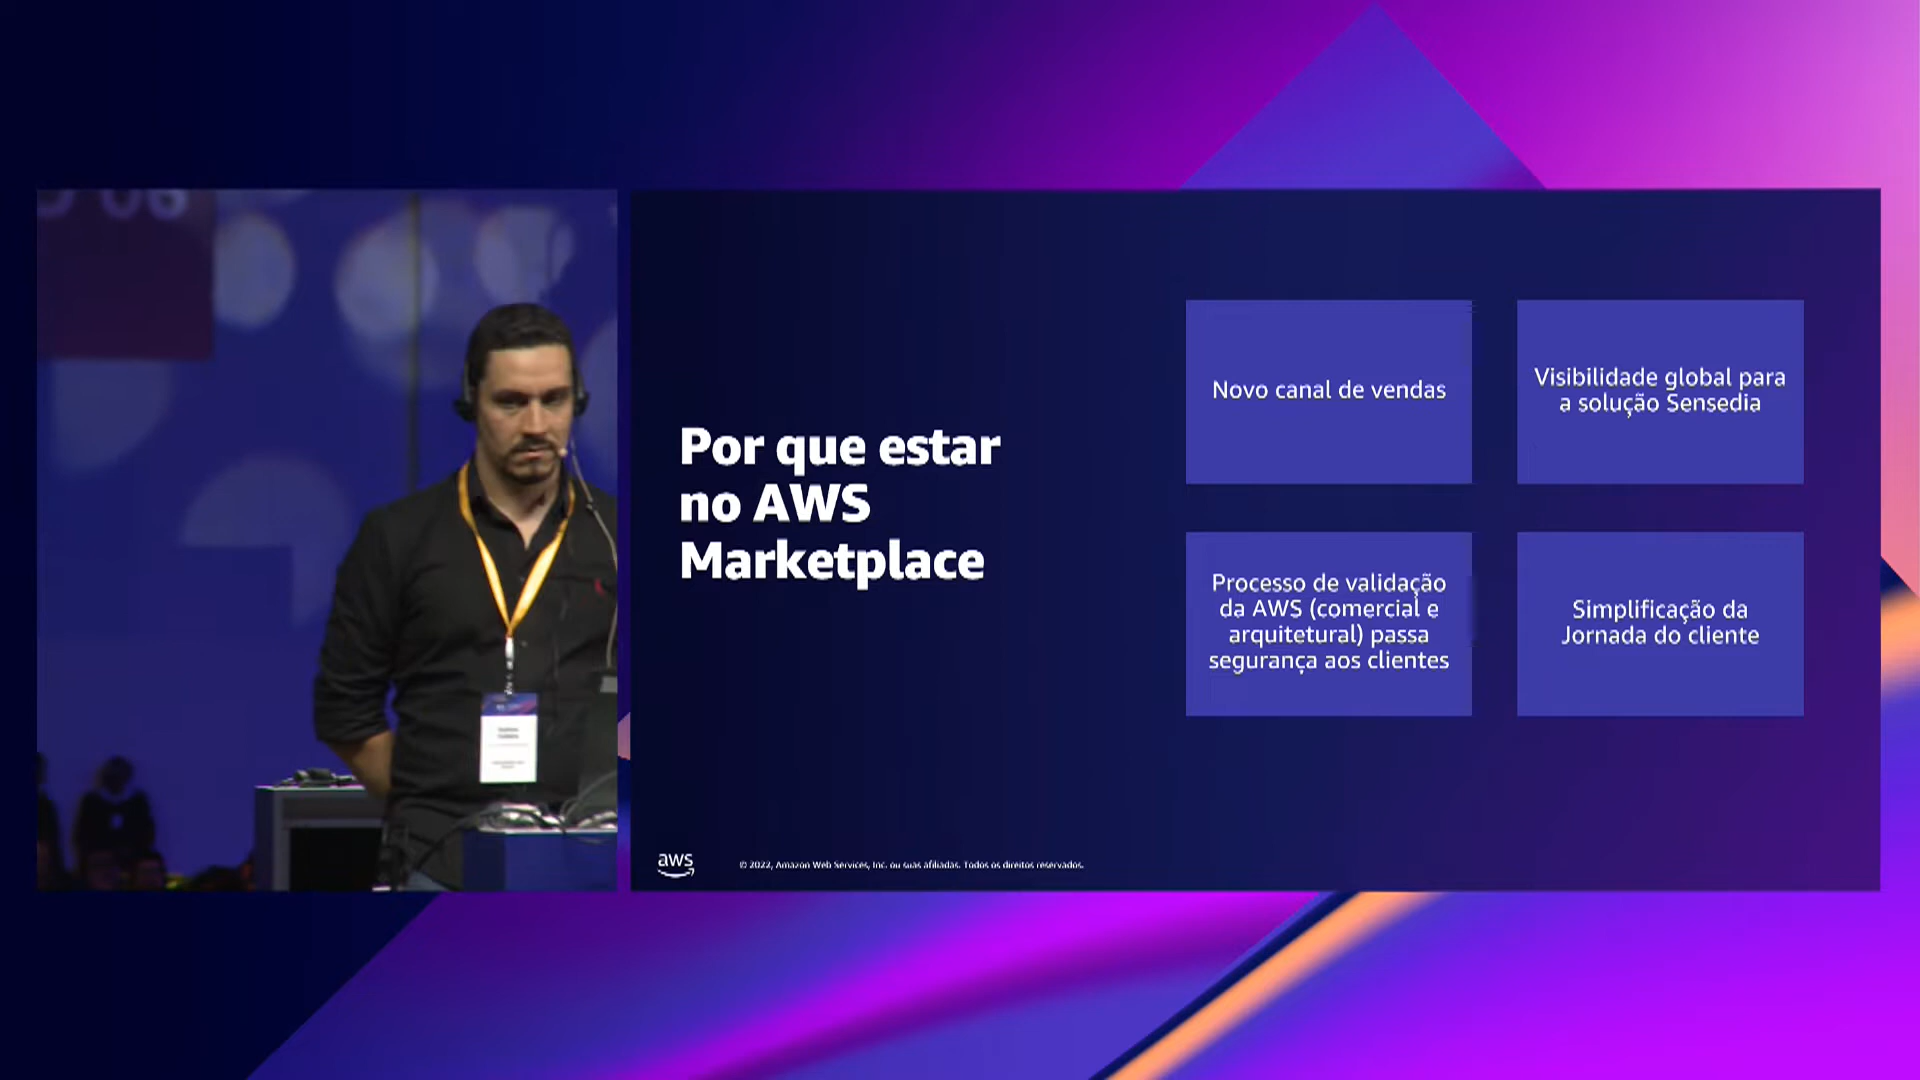 06
Por que estar
no AWS
Marketplace
Novo canal de vendas
Visibilidade global para
a solução Sensedia
Processo de validação
da AWS (comercial e
arquitetural) passa
segurança aos clientes
Simplificação da
Jornada do cliente
aws
© 2022, Amazon Web Services, Inc. ou suas afiliadas. Todos os direitos reservados.